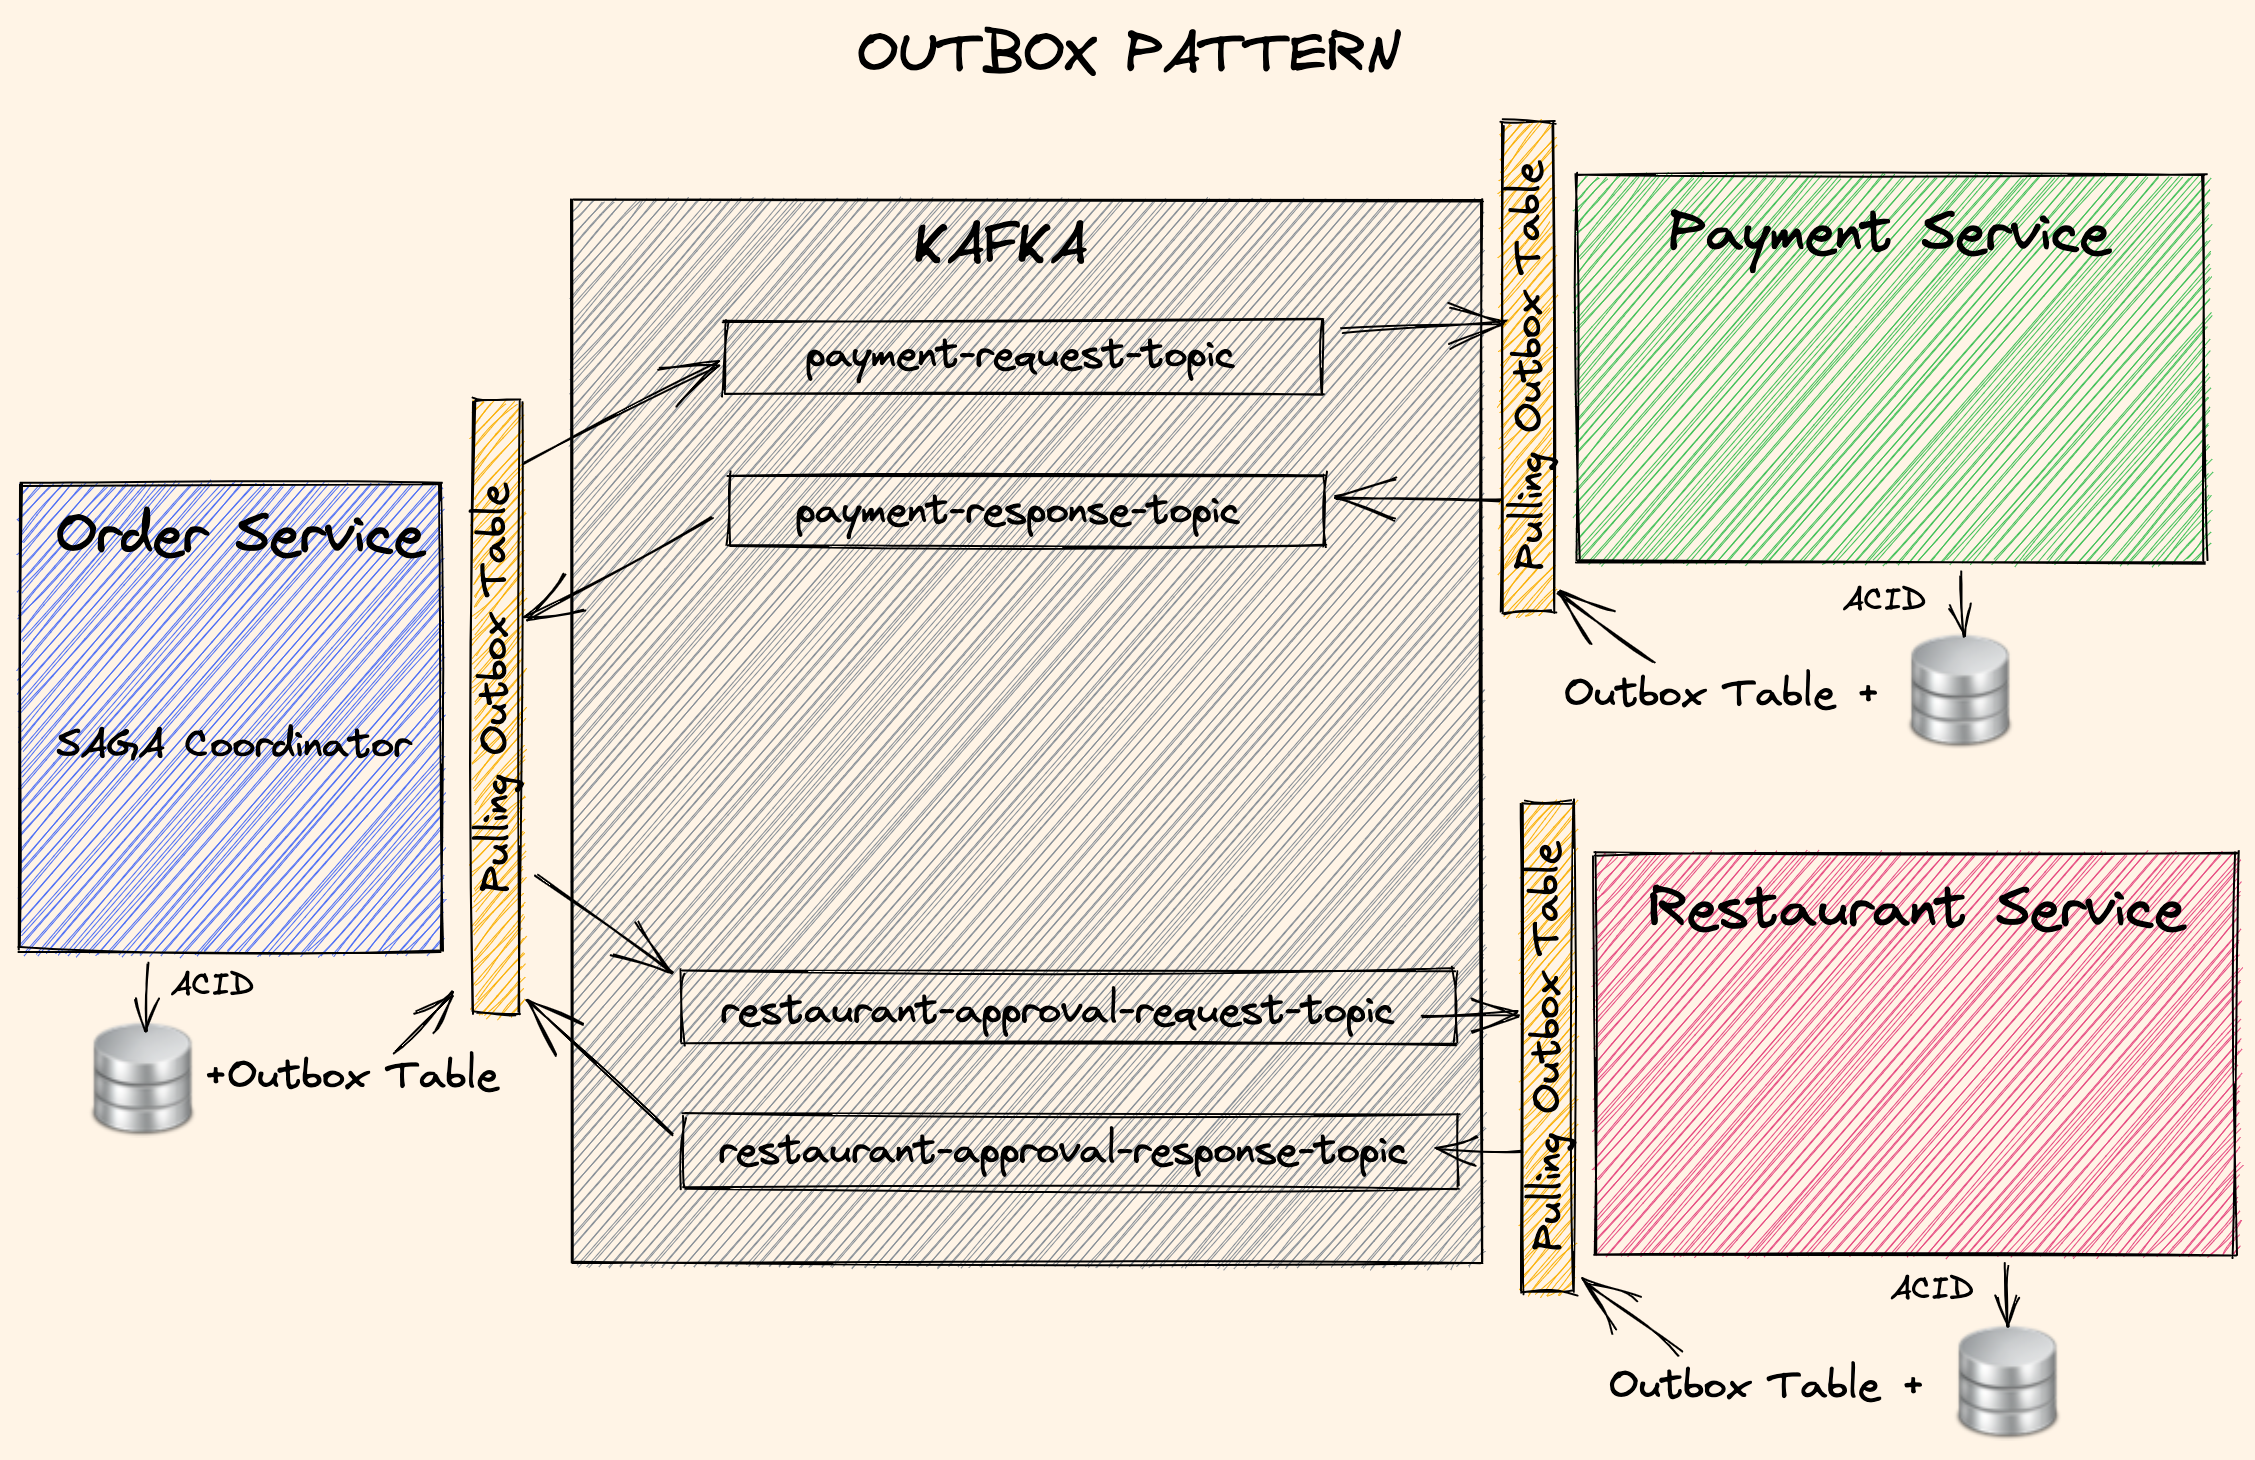 OUTBOX PATTERN
KAFKA
Payment Service
Pulling Outbox Table
payment-request-topic
payment-response-topic
Order Service
SAGA Coordinator
Pulling Outbox Table
ACID
Outbox Table +
Pulling Outbox Table
Restaurant Service
ACID
+Outbox Table
restaurant-approval-request-topic
restaurant-approval-response-topic
ACID
Outbox Table +